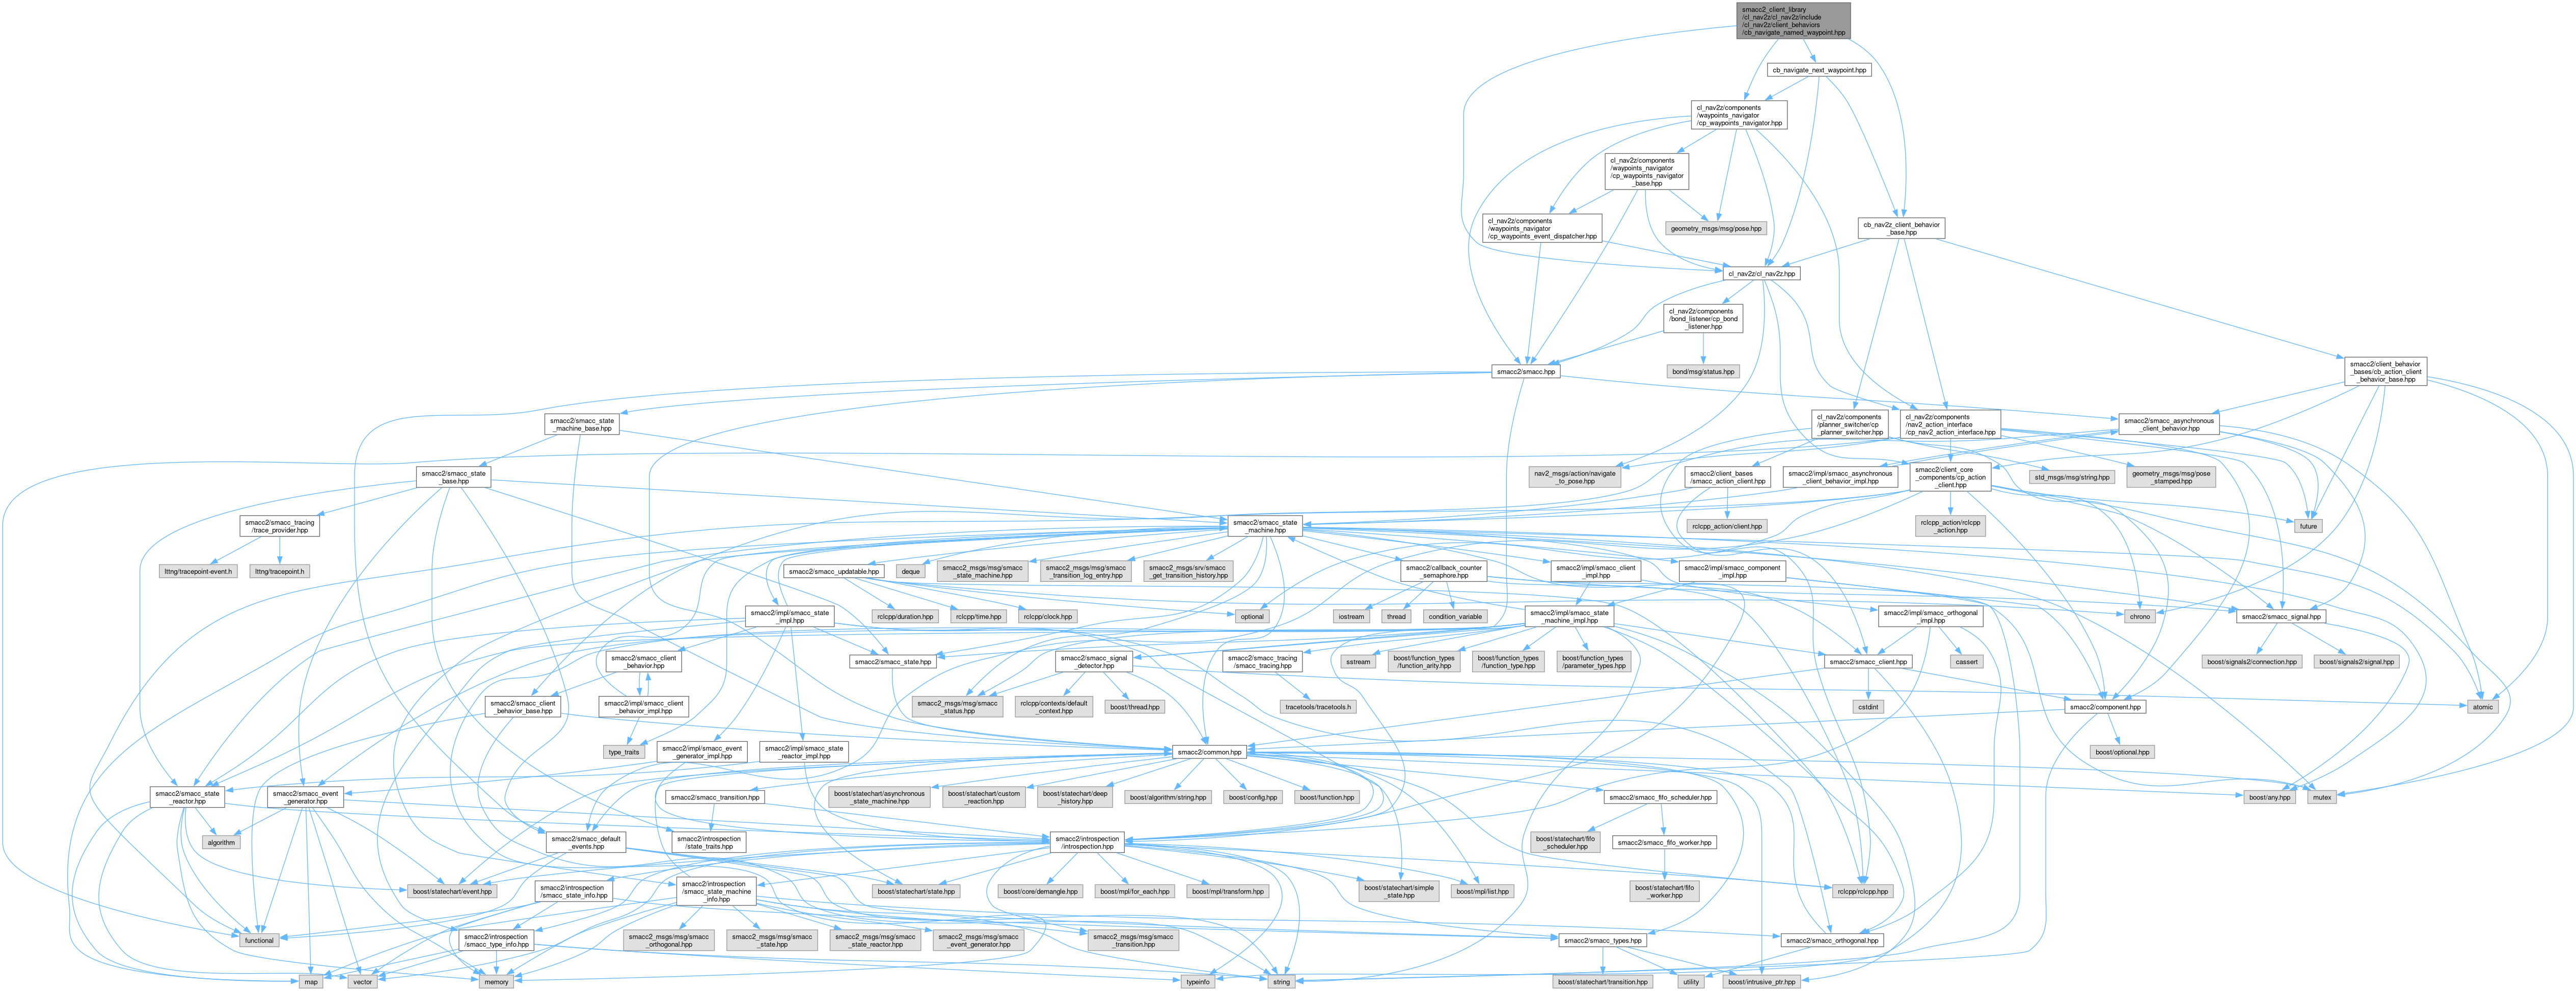 smacc2_client_library
/cl_nav2z/cl_nav2z/include
/cl_nav2z/client_behaviors
/cb_navigate_named_waypoint.hpp
cb_navigate_next_waypoint.hpp
cl_nav2z/components
/waypoints_navigator
/cp_waypoints_navigator.hpp
cl_nav2z/components
/waypoints_navigator
/cp_waypoints_navigator
_base.hpp
cl_nav2z/components
/waypoints_navigator
/cp_waypoints_event_dispatcher.hpp
geometry_msgs/msg/pose.hpp
cb_nav2z_client_behavior
_base.hpp
cl_nav2z/cl_nav2z.hpp
cl_nav2z/components
/bond_listener/cp_bond
_listener.hpp
smacc2/smacc.hpp
bond/msg/status.hpp
smacc2/client_behavior
_bases/cb_action_client
_behavior_base.hpp
smacc2/smacc_state
_machine_base.hpp
cl_nav2z/components
/planner_switcher/cp
_planner_switcher.hpp
cl_nav2z/components
/nav2_action_interface
/cp_nav2_action_interface.hpp
smacc2/smacc_asynchronous
_client_behavior.hpp
smacc2/smacc_state
_base.hpp
nav2_msgs/action/navigate
_to_pose.hpp
smacc2/client_bases
/smacc_action_client.hpp
smacc2/impl/smacc_asynchronous
_client_behavior_impl.hpp
smacc2/client_core
_components/cp_action
_client.hpp
std_msgs/msg/string.hpp
geometry_msgs/msg/pose
_stamped.hpp
smacc2/smacc_tracing
/trace_provider.hpp
smacc2/smacc_state
_machine.hpp
rclcpp_action/client.hpp
rclcpp_action/rclcpp
_action.hpp
future
lttng/tracepoint-event.h
lttng/tracepoint.h
smacc2/smacc_updatable.hpp
deque
smacc2_msgs/msg/smacc
_state_machine.hpp
smacc2_msgs/msg/smacc
_transition_log_entry.hpp
smacc2_msgs/srv/smacc
_get_transition_history.hpp
smacc2/callback_counter
_semaphore.hpp
smacc2/impl/smacc_client
_impl.hpp
smacc2/impl/smacc_component
_impl.hpp
smacc2/impl/smacc_state
_impl.hpp
rclcpp/duration.hpp
rclcpp/time.hpp
rclcpp/clock.hpp
optional
iostream
thread
condition_variable
smacc2/impl/smacc_state
_machine_impl.hpp
smacc2/impl/smacc_orthogonal
_impl.hpp
chrono
smacc2/smacc_signal.hpp
smacc2/smacc_client
_behavior.hpp
smacc2/smacc_state.hpp
smacc2/smacc_signal
_detector.hpp
smacc2/smacc_tracing
/smacc_tracing.hpp
sstream
boost/function_types
/function_arity.hpp
boost/function_types
/function_type.hpp
boost/function_types
/parameter_types.hpp
smacc2/smacc_client.hpp
cassert
boost/signals2/connection.hpp
boost/signals2/signal.hpp
smacc2/smacc_client
_behavior_base.hpp
smacc2/impl/smacc_client
_behavior_impl.hpp
smacc2_msgs/msg/smacc
_status.hpp
rclcpp/contexts/default
_context.hpp
boost/thread.hpp
tracetools/tracetools.h
cstdint
smacc2/component.hpp
atomic
type_traits
smacc2/impl/smacc_event
_generator_impl.hpp
smacc2/impl/smacc_state
_reactor_impl.hpp
smacc2/common.hpp
boost/optional.hpp
smacc2/smacc_state
_reactor.hpp
smacc2/smacc_event
_generator.hpp
smacc2/smacc_transition.hpp
boost/statechart/asynchronous
_state_machine.hpp
boost/statechart/custom
_reaction.hpp
boost/statechart/deep
_history.hpp
boost/algorithm/string.hpp
boost/config.hpp
boost/function.hpp
smacc2/smacc_fifo_scheduler.hpp
boost/any.hpp
mutex
algorithm
smacc2/smacc_default
_events.hpp
smacc2/introspection
/state_traits.hpp
smacc2/introspection
/introspection.hpp
boost/statechart/fifo
_scheduler.hpp
smacc2/smacc_fifo_worker.hpp
boost/statechart/event.hpp
smacc2/introspection
/smacc_state_info.hpp
smacc2/introspection
/smacc_state_machine
_info.hpp
boost/statechart/state.hpp
boost/core/demangle.hpp
boost/mpl/for_each.hpp
boost/mpl/transform.hpp
boost/statechart/simple
_state.hpp
boost/mpl/list.hpp
boost/statechart/fifo
_worker.hpp
rclcpp/rclcpp.hpp
functional
smacc2/introspection
/smacc_type_info.hpp
smacc2_msgs/msg/smacc
_orthogonal.hpp
smacc2_msgs/msg/smacc
_state.hpp
smacc2_msgs/msg/smacc
_state_reactor.hpp
smacc2_msgs/msg/smacc
_event_generator.hpp
smacc2_msgs/msg/smacc
_transition.hpp
smacc2/smacc_types.hpp
smacc2/smacc_orthogonal.hpp
map
vector
memory
typeinfo
string
boost/statechart/transition.hpp
utility
boost/intrusive_ptr.hpp